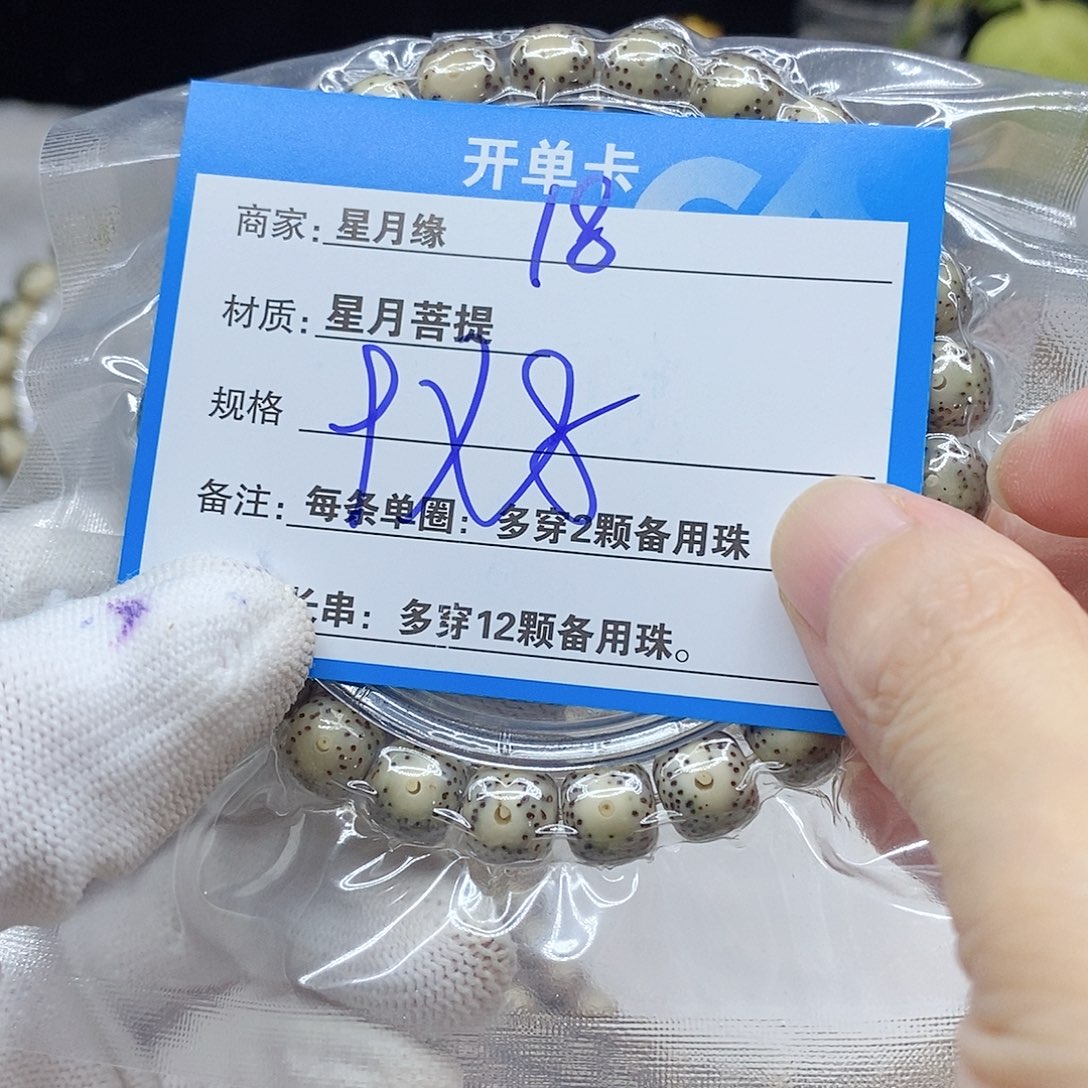 开单卡
商家：星月缘 18
材质：星月菩提
规格 9X8
备注：每条单圈：多穿2颗备用珠
长串：多穿12颗备用珠。